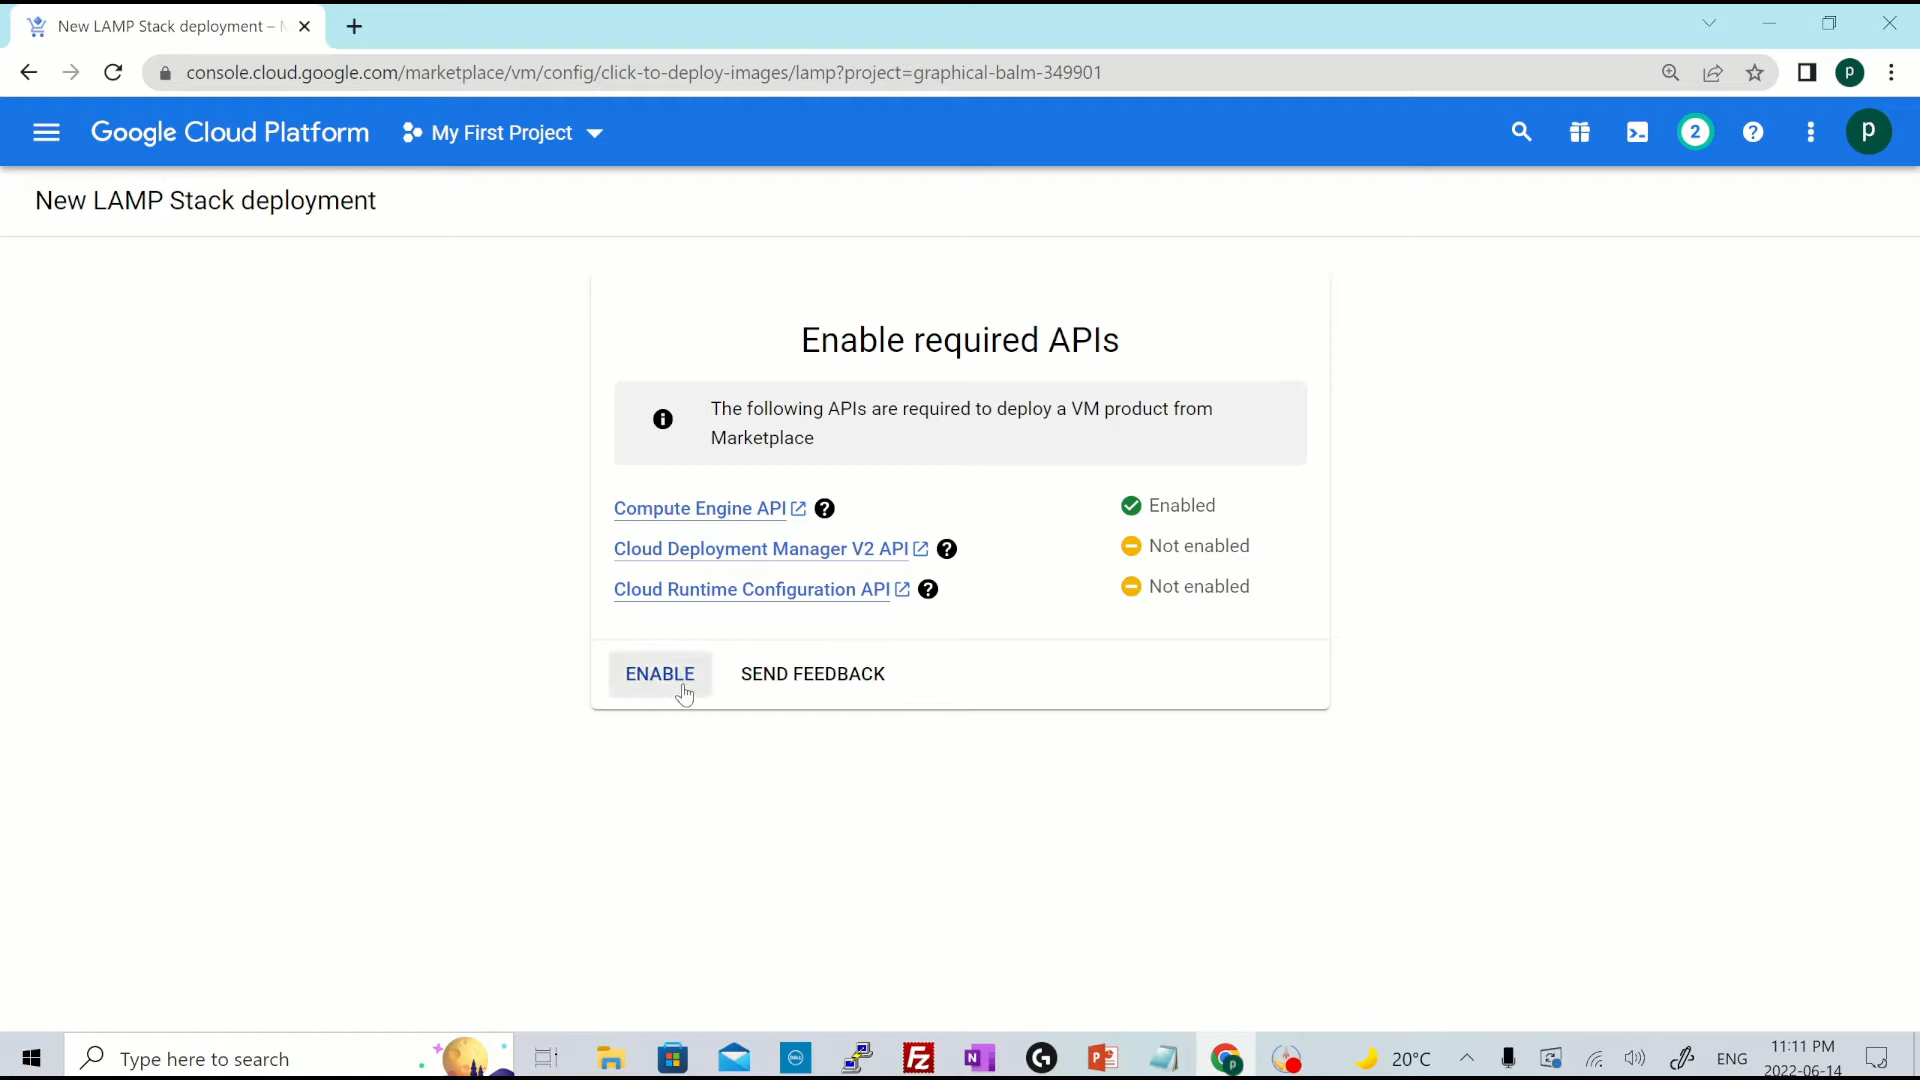 New LAMP Stack deployment –
console.cloud.google.com/marketplace/vm/config/click-to-deploy-images/lamp?project=graphical-balm-349901
p
Google Cloud Platform
My First Project
2
p
New LAMP Stack deployment
Enable required APIs
The following APIs are required to deploy a VM product from
Marketplace
Compute Engine API
Enabled
Cloud Deployment Manager V2 API
Not enabled
Cloud Runtime Configuration API
Not enabled
ENABLE
SEND FEEDBACK
Type here to search
20°C
ENG
11:11 PM
2022-06-14